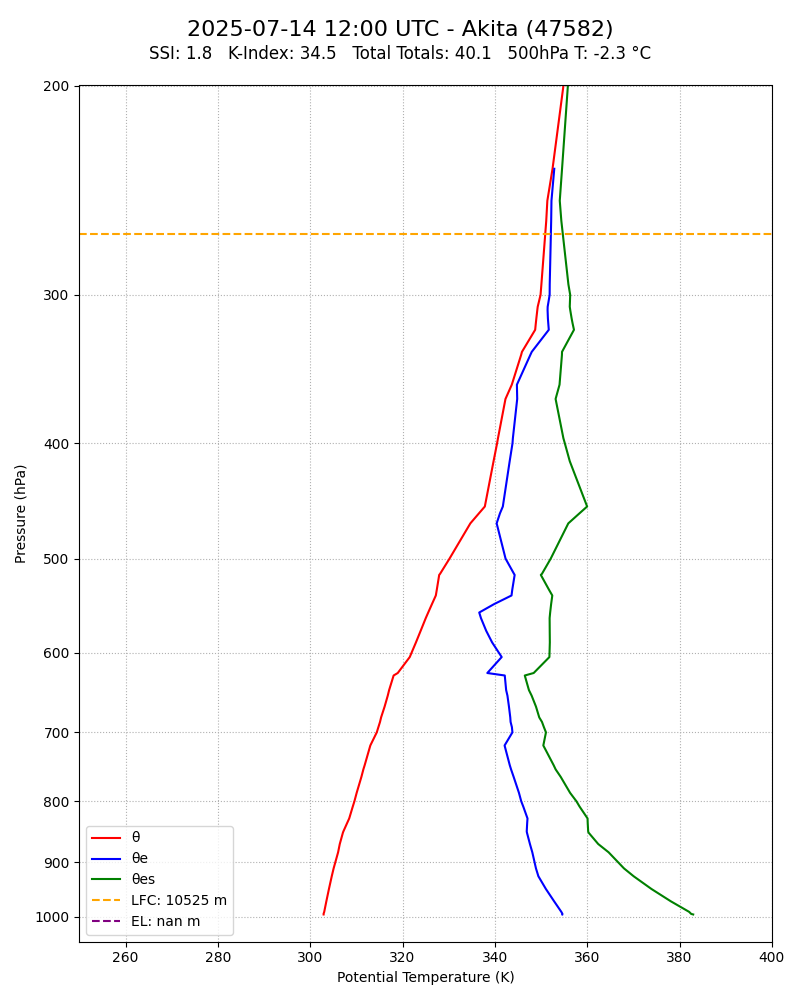 2025-07-14 12:00 UTC - Akita (47582)
SSI: 1.8   K-Index: 34.5   Total Totals: 40.1   500hPa T: -2.3 °C
200
300
400
500
600
700
800
900
1000
Pressure (hPa)
θ
θe
θes
LFC: 10525 m
EL: nan m
260 280 300 320 340 360 380 400
Potential Temperature (K)